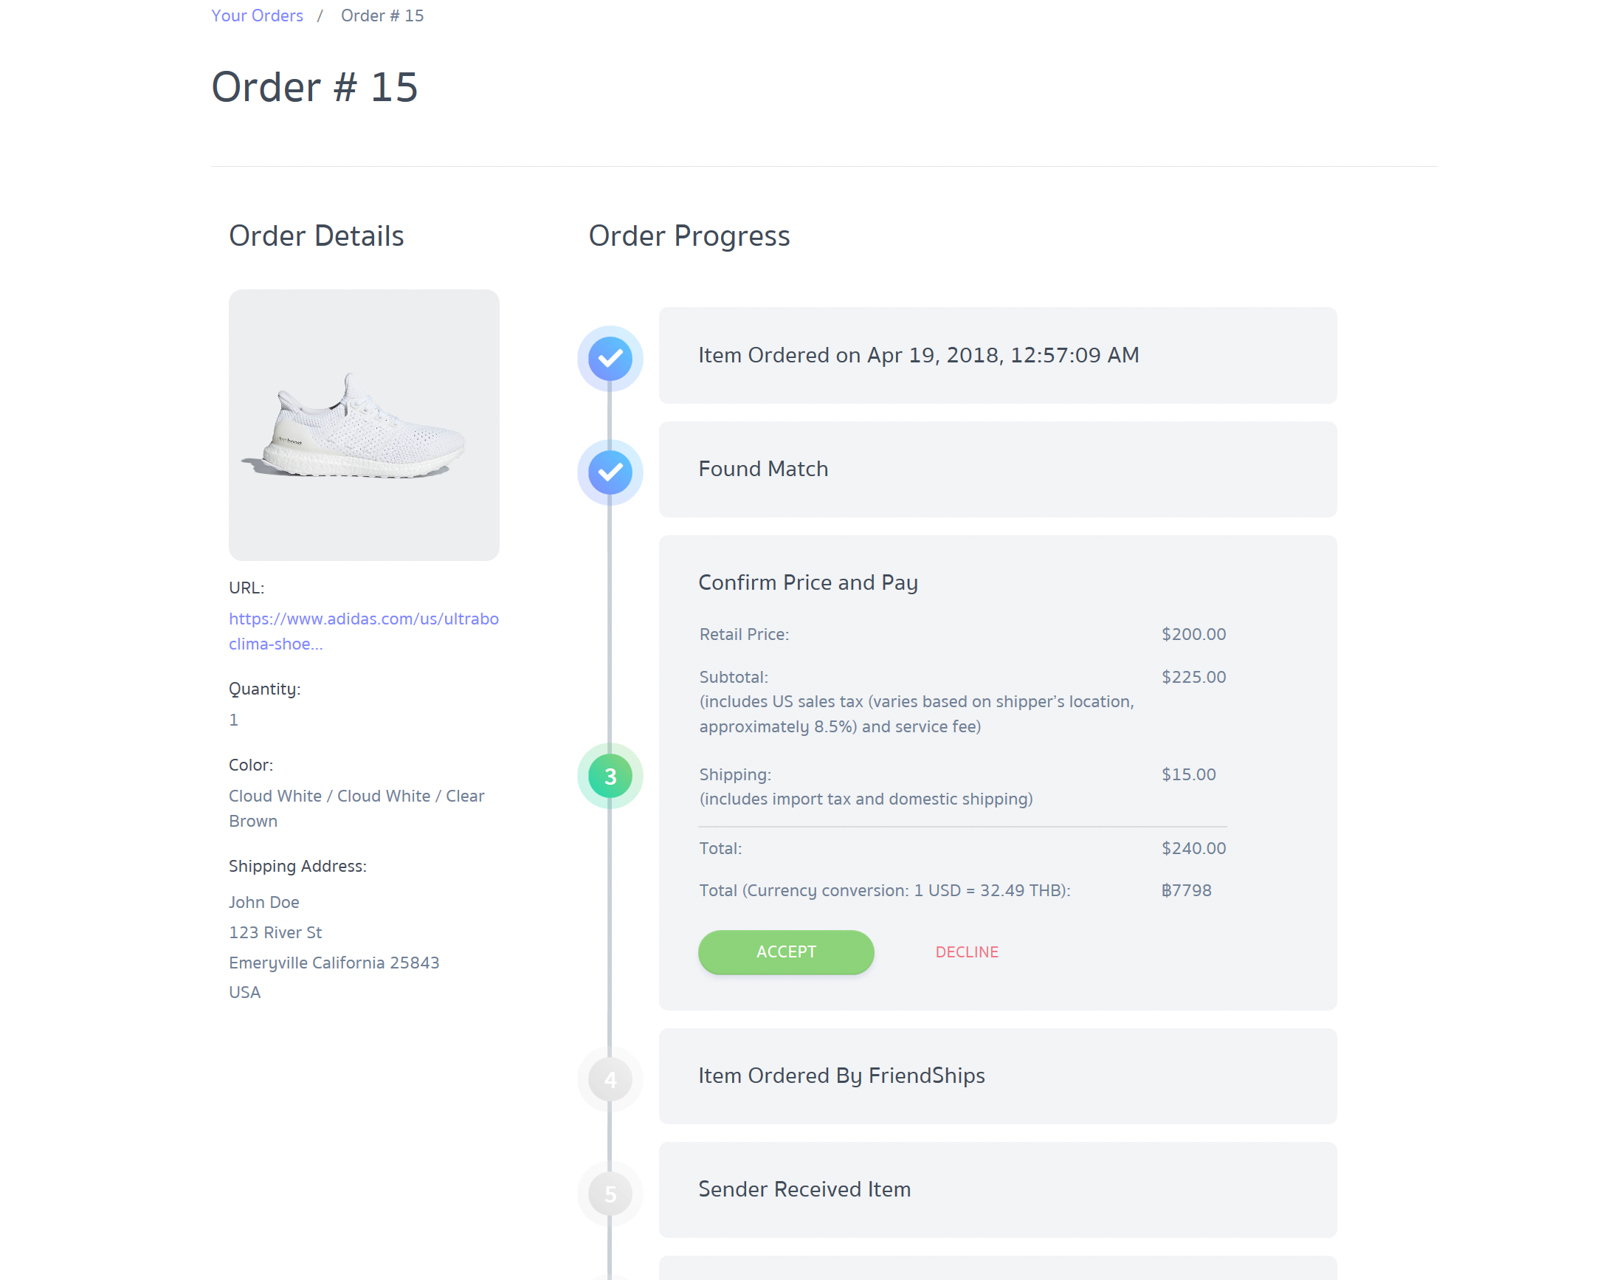 Your Orders / Order # 15
Order # 15
Order Details
URL:
https://www.adidas.com/us/ultrabo
clima-shoe...
Quantity:
1
Color:
Cloud White / Cloud White / Clear
Brown
Shipping Address:
John Doe
123 River St
Emeryville California 25843
USA
Order Progress
Item Ordered on Apr 19, 2018, 12:57:09 AM
Found Match
3
Confirm Price and Pay
Retail Price: $200.00
Subtotal: $225.00
(includes US sales tax (varies based on shipper's location,
approximately 8.5%) and service fee)
Shipping: $15.00
(includes import tax and domestic shipping)
Total: $240.00
Total (Currency conversion: 1 USD = 32.49 THB): ฿7798
ACCEPT DECLINE
4
Item Ordered By FriendShips
5
Sender Received Item